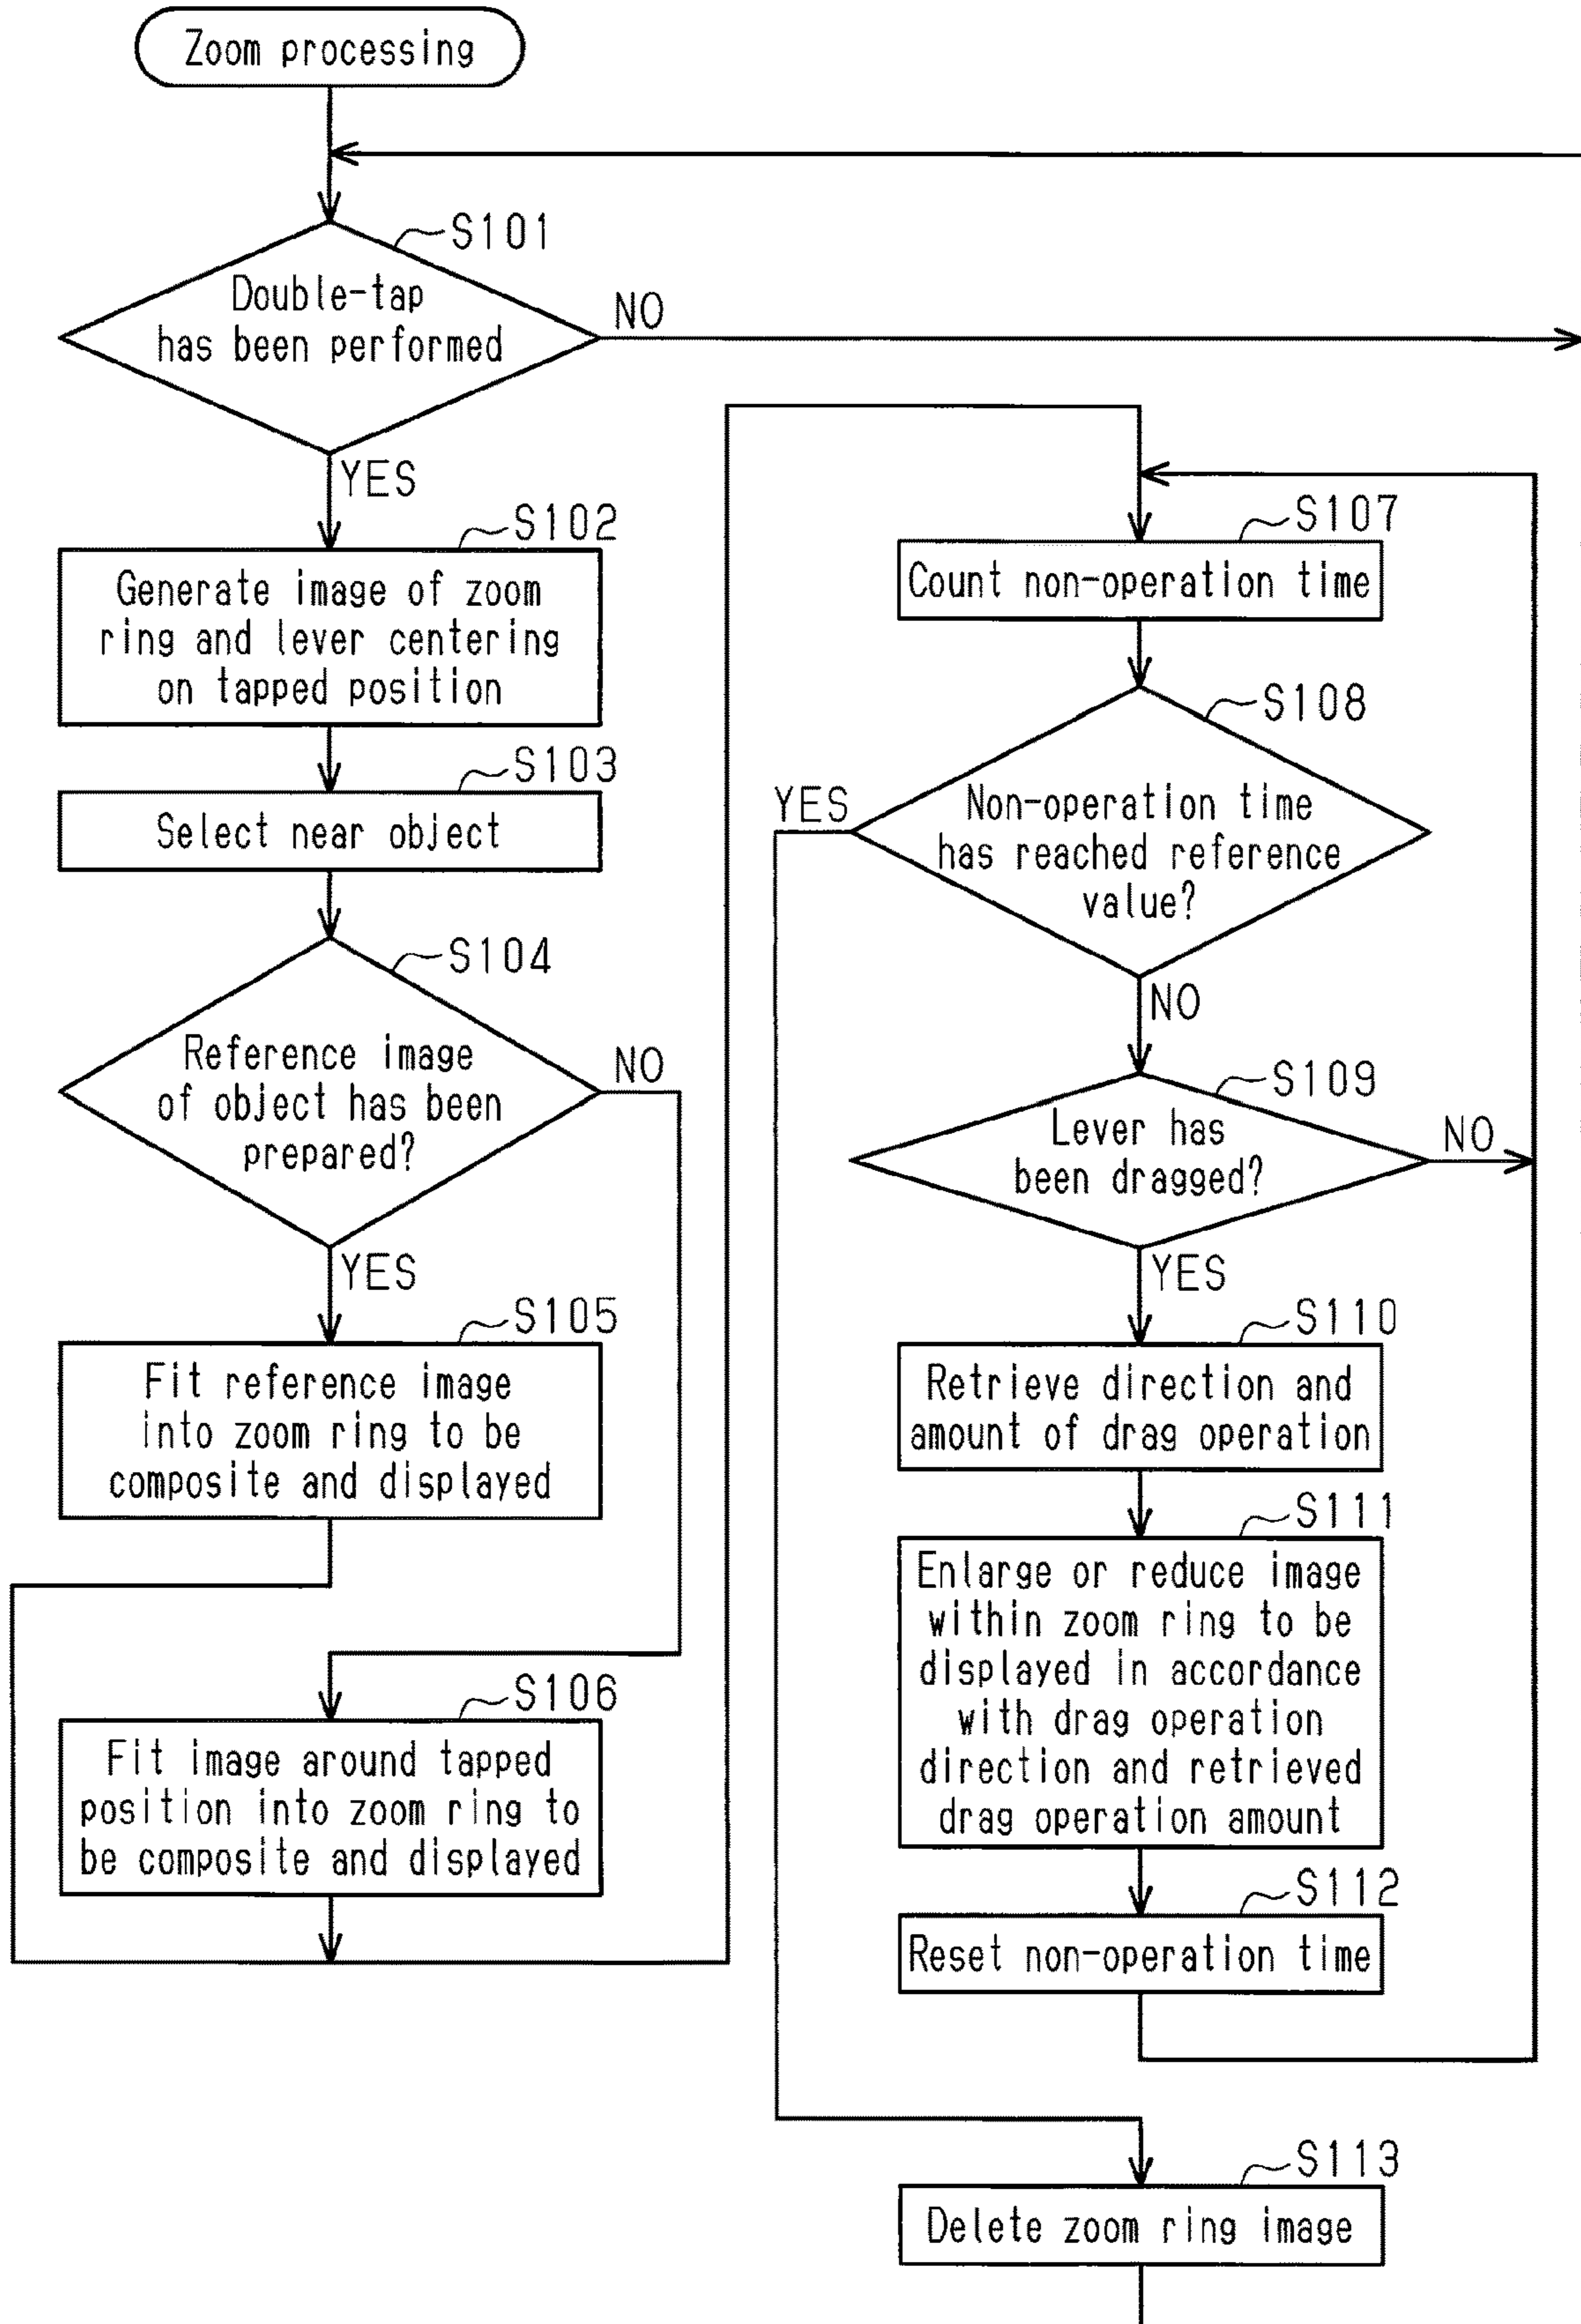 Zoom processing
S101
Double-tap
has been performed
NO
YES
S102
Generate image of zoom
ring and lever centering
on tapped position
S103
Select near object
S104
Reference image
of object has been
prepared?
NO
YES
S105
Fit reference image
into zoom ring to be
composite and displayed
S106
Fit image around tapped
position into zoom ring to
be composite and displayed
S107
Count non-operation time
S108
Non-operation time
has reached reference
value?
YES
NO
S109
Lever has
been dragged?
NO
YES
S110
Retrieve direction and
amount of drag operation
S111
Enlarge or reduce image
within zoom ring to be
displayed in accordance
with drag operation
direction and retrieved
drag operation amount
S112
Reset non-operation time
S113
Delete zoom ring image